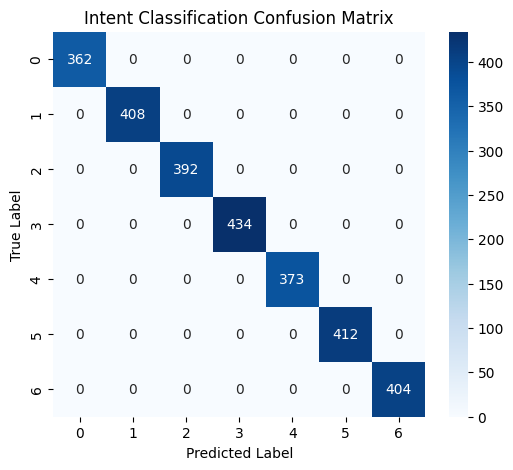 Intent Classification Confusion Matrix
True Label
0 362 0 0 0 0 0 0
1 0 408 0 0 0 0 0
2 0 0 392 0 0 0 0
3 0 0 0 434 0 0 0
4 0 0 0 0 373 0 0
5 0 0 0 0 0 412 0
6 0 0 0 0 0 0 404
0 1 2 3 4 5 6
Predicted Label
400
350
300
250
200
150
100
50
0